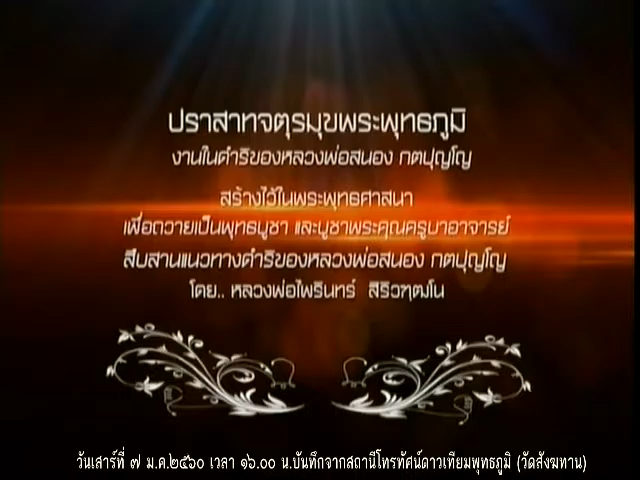 ปราสาทจตุรมุขพระพุทธภูมิ
งานในดำริของหลวงพ่อสนอง กตปุญโญ
สร้างไว้ในพระพุทธศาสนา
เพื่อถวายเป็นพุทธบูชา และบูชาพระคุณครูบาอาจารย์
สืบสานแนวทางดำริของหลวงพ่อสนอง กตปุญโญ
โดย.. หลวงพ่อไพรินทร์ สิริวฑฺฒโน
วันเสาร์ที่ ๗ ม.ค.๒๕๖๐ เวลา ๑๖.๐๐ น.บันทึกจากสถานีโทรทัศน์ดาวเทียมพุทธภูมิ (วัดสังฆทาน)